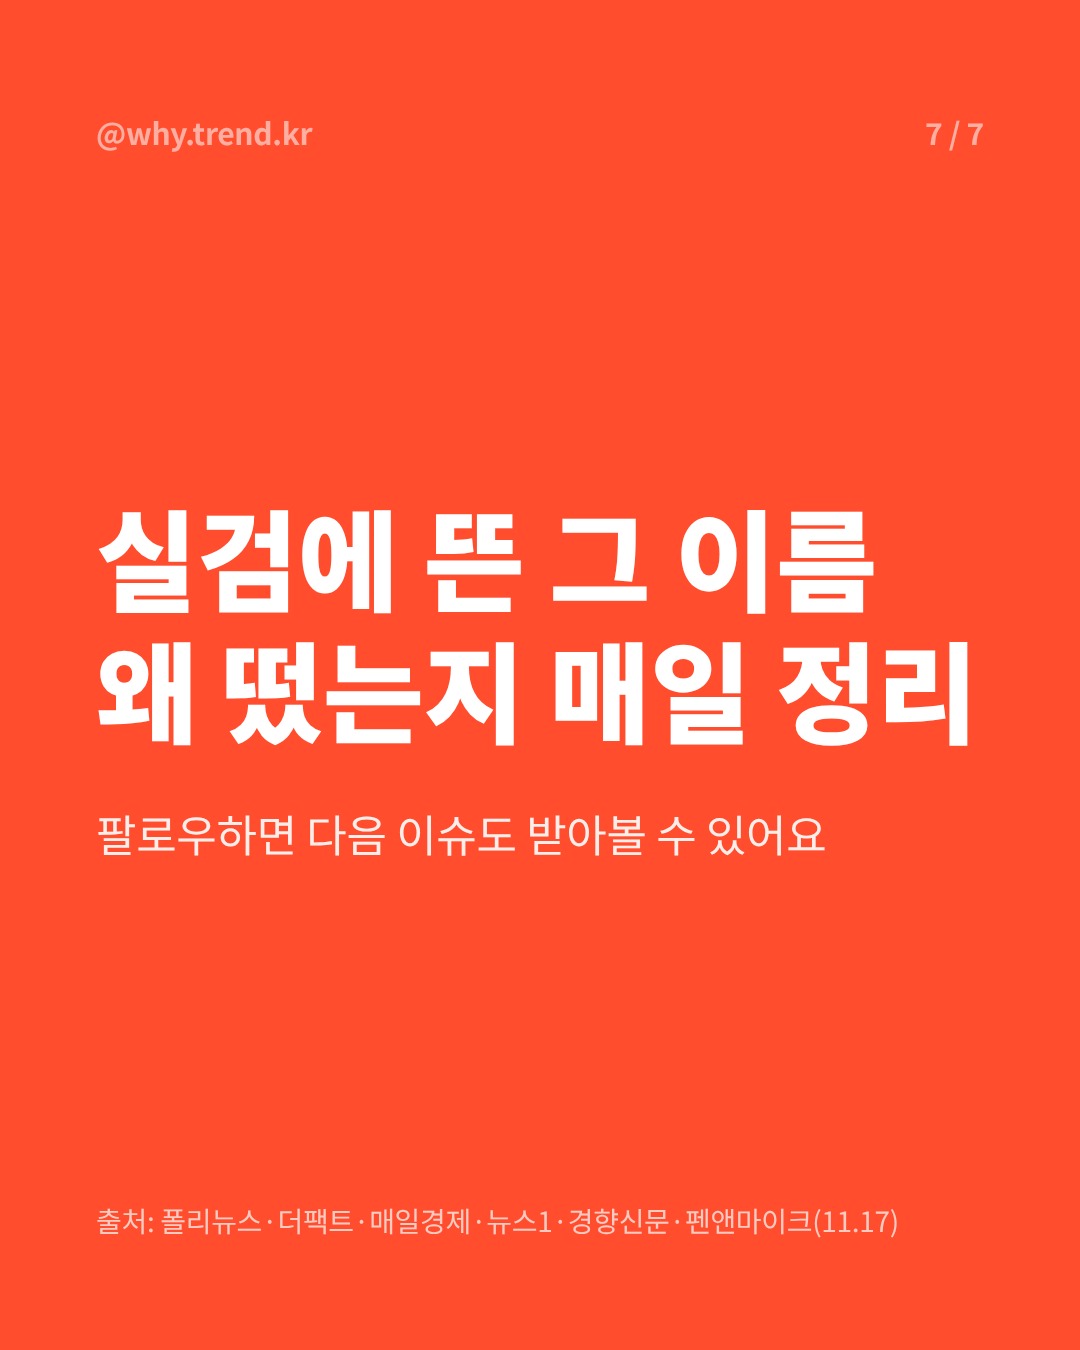 @why.trend.kr
7 / 7
실검에 뜬 그 이름
왜 떴는지 매일 정리
팔로우하면 다음 이슈도 받아볼 수 있어요
출처: 폴리뉴스·더팩트·매일경제·뉴스1·경향신문·펜앤마이크(11.17)